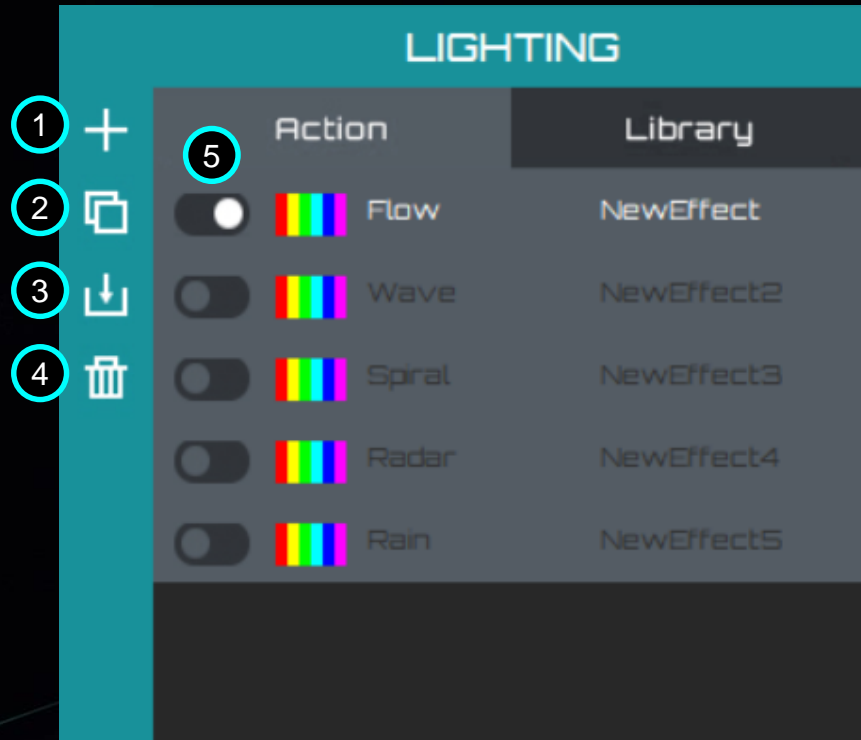 LIGHTING
1
Action Library
5
2
Flow NewEffect
3
Wave NewEffect2
4
Spiral NewEffect3
Radar NewEffect4
Rain NewEffect5